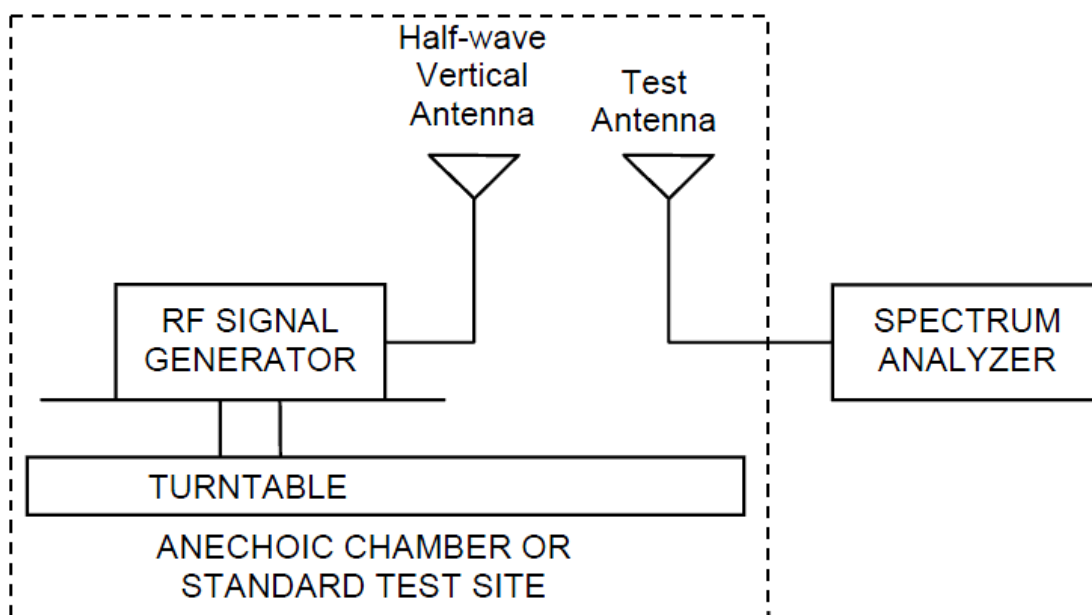 Half-wave
Vertical
Antenna
Test
Antenna
RF SIGNAL
GENERATOR
SPECTRUM
ANALYZER
TURNTABLE
ANECHOIC CHAMBER OR
STANDARD TEST SITE